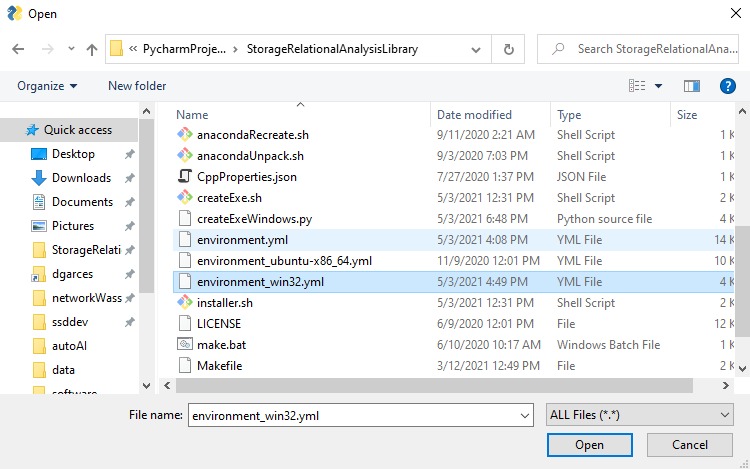 Open
PycharmProje... StorageRelationalAnalysisLibrary Search StorageRelationalAna...
Organize New folder
Name Date modified Type Size
Quick access
Desktop
Downloads
Documents
Pictures
StorageRelati
dgarces
networkWass
ssddev
autoAI
data
software
anacondaRecreate.sh 9/11/2020 2:21 AM Shell Script 1 K
anacondaUnpack.sh 9/3/2020 7:03 PM Shell Script 1 K
CppProperties.json 7/27/2020 1:37 PM JSON File 1 K
createExe.sh 5/3/2021 12:31 PM Shell Script 2 K
createExeWindows.py 5/3/2021 6:48 PM Python source file 4 K
environment.yml 5/3/2021 4:08 PM YML File 14 K
environment_ubuntu-x86_64.yml 11/9/2020 12:01 PM YML File 10 K
environment_win32.yml 5/3/2021 4:49 PM YML File 4 K
installer.sh 5/3/2021 12:31 PM Shell Script 2 K
LICENSE 6/9/2020 12:01 PM File 12 K
make.bat 6/10/2020 10:17 AM Windows Batch File 1 K
Makefile 3/12/2021 12:49 PM File 2 K
File name: environment_win32.yml ALL Files (*.*)
Open Cancel